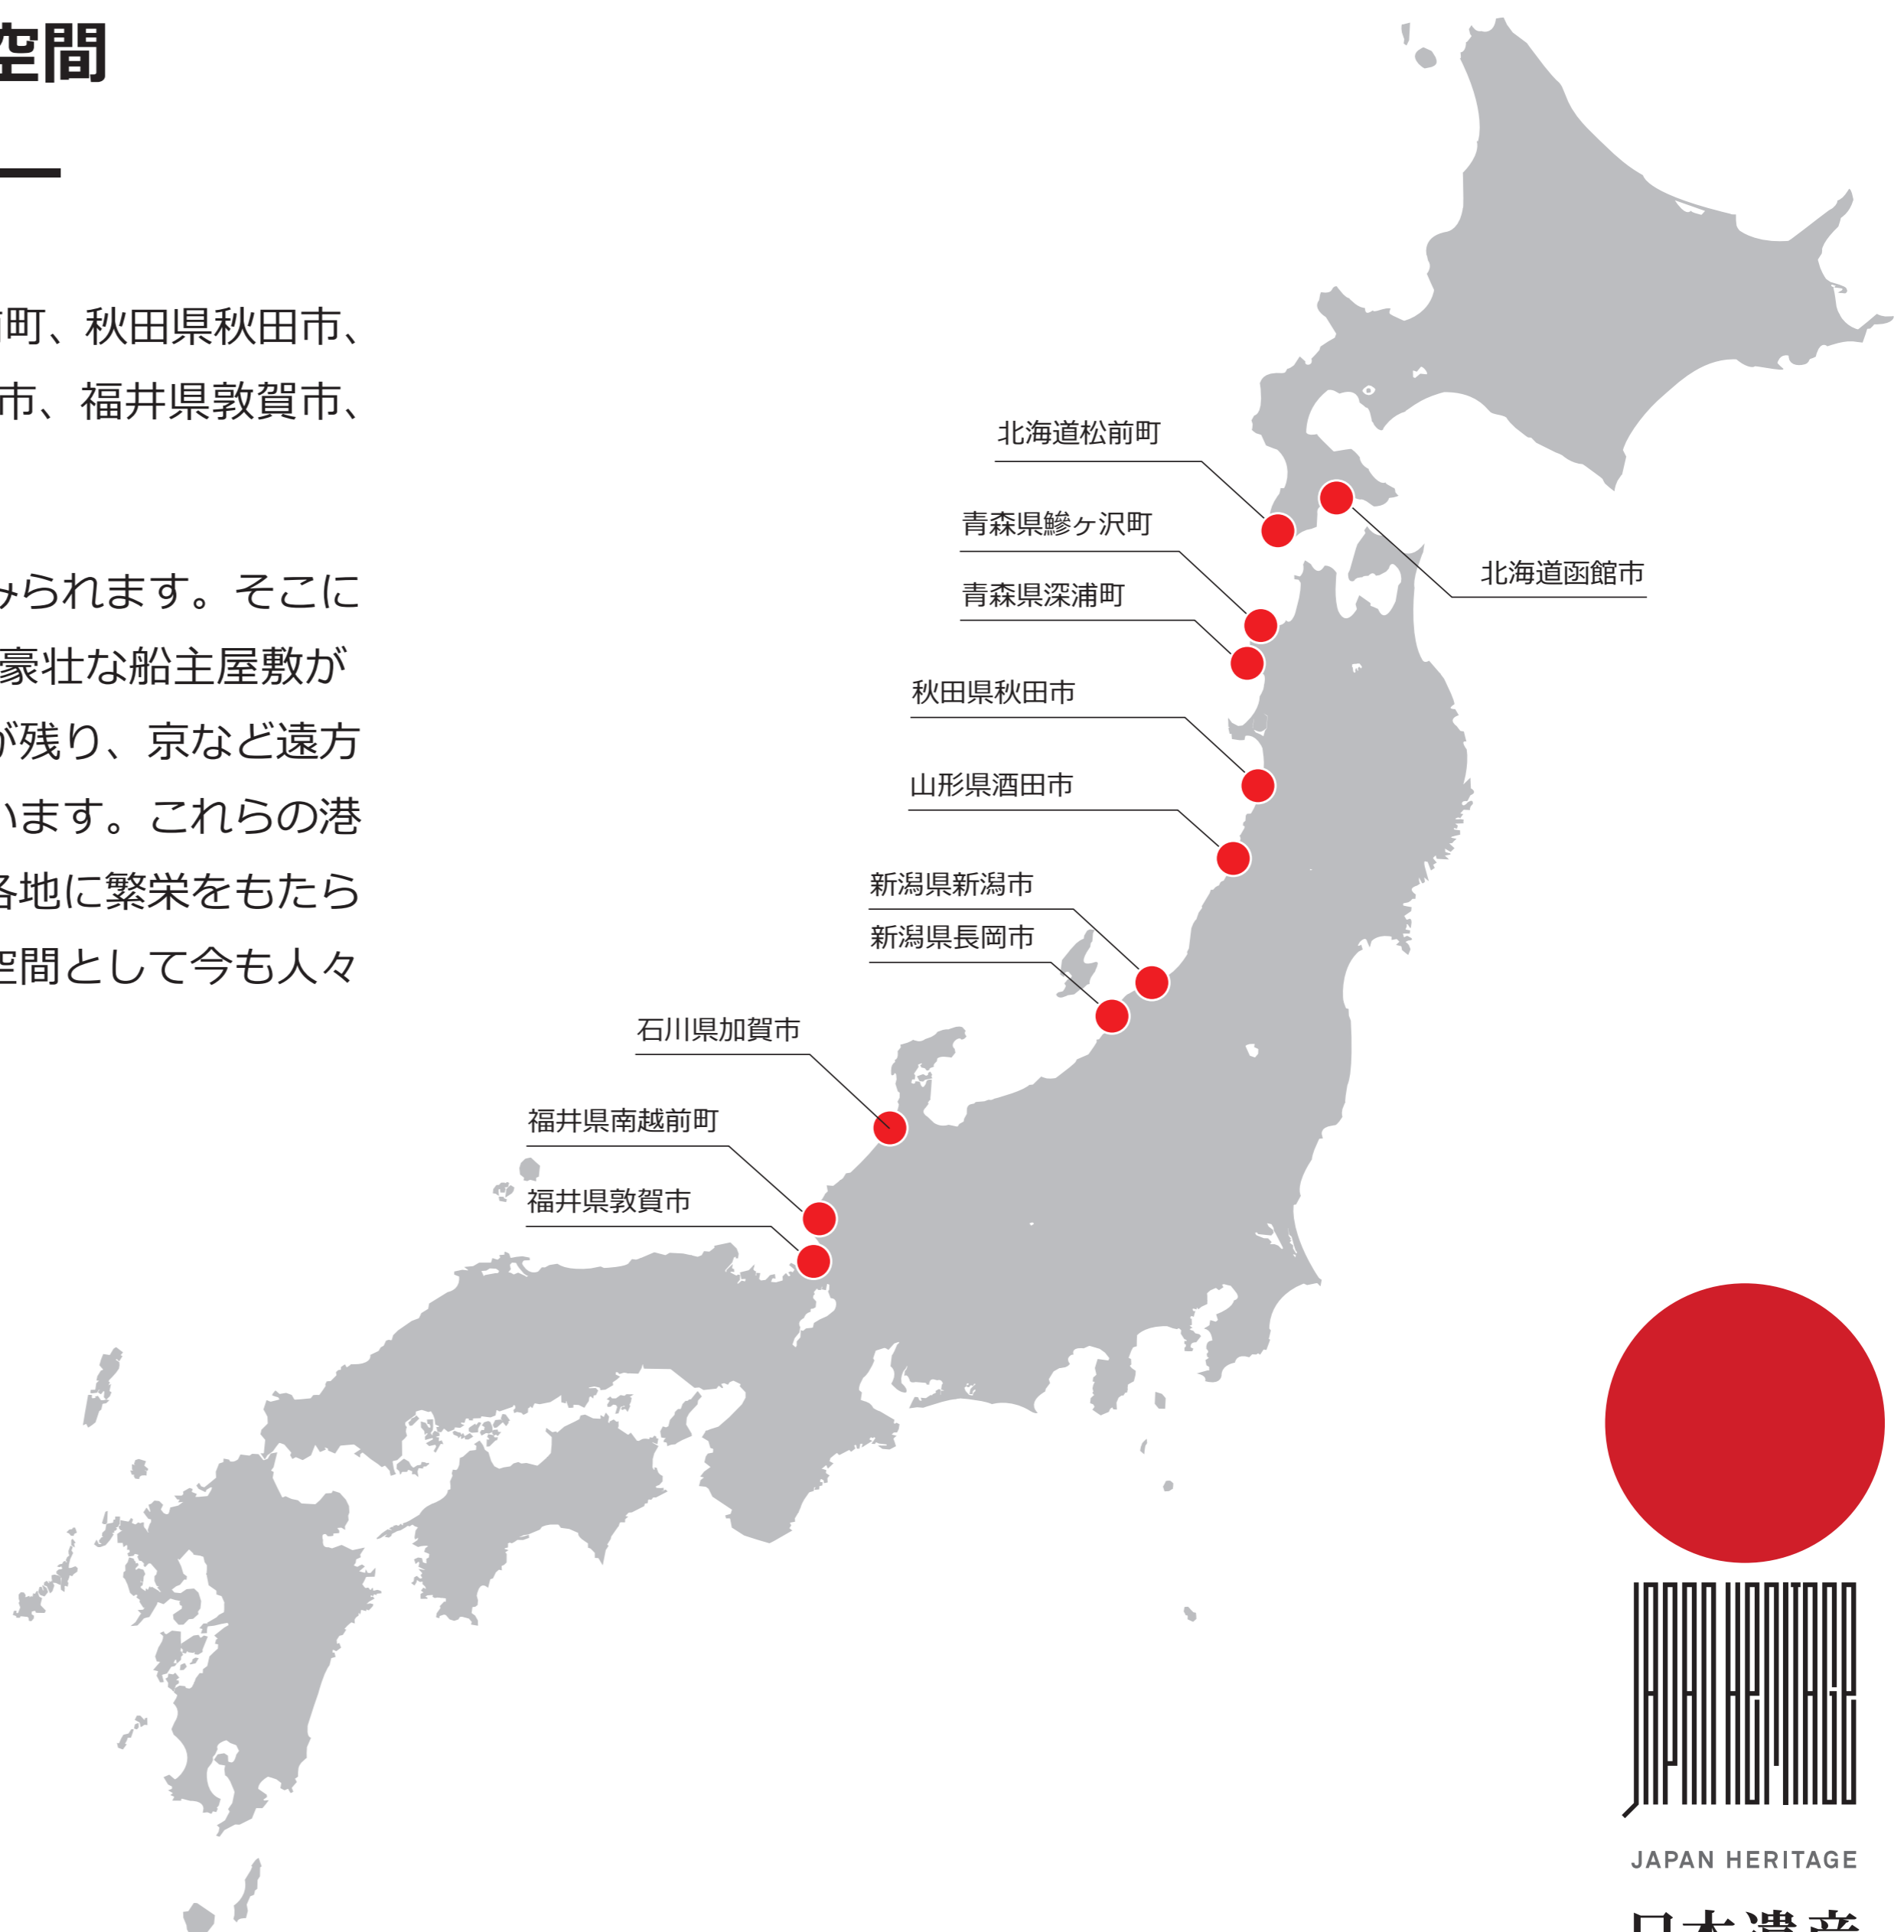 空間
町、秋田県秋田市、
市、福井県敦賀市、
みられます。そこに
豪壮な船主屋敷が
が残り、京など遠方
います。これらの港
各地に繁栄をもたら
空間として今も人々
北海道松前町
青森県鰺ヶ沢町
北海道函館市
青森県深浦町
秋田県秋田市
山形県酒田市
新潟県新潟市
新潟県長岡市
石川県加賀市
福井県南越前町
福井県敦賀市
JAPAN HERITAGE
JAPAN HERITAGE
日本遺産